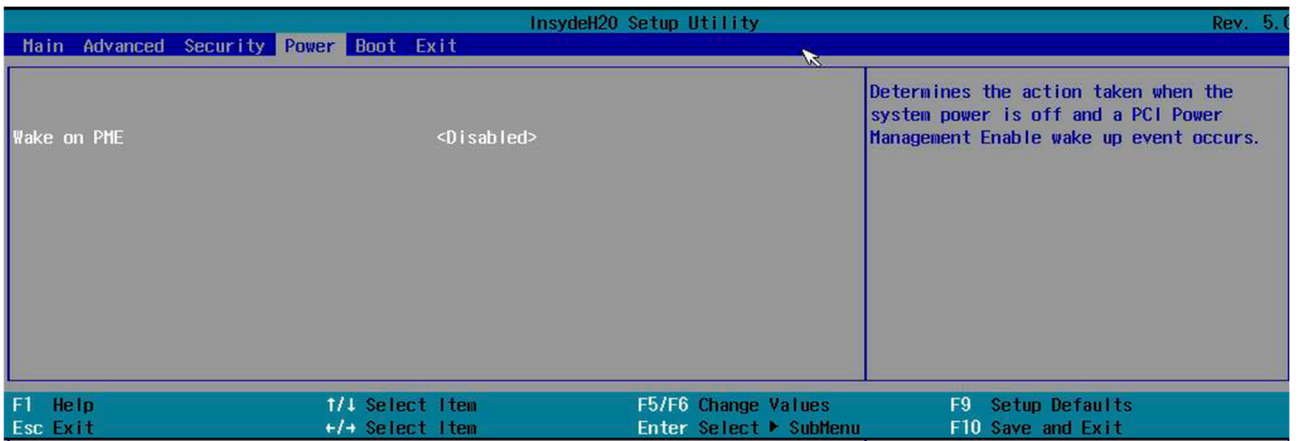 InsydeH2O Setup Utility Rev. 5.0
Main Advanced Security Power Boot Exit
Wake on PME <Disabled>
Determines the action taken when the
system power is off and a PCI Power
Management Enable wake up event occurs.
F1 Help ↑/↓ Select Item F5/F6 Change Values F9 Setup Defaults
Esc Exit ←/→ Select Item Enter Select ▶ SubMenu F10 Save and Exit